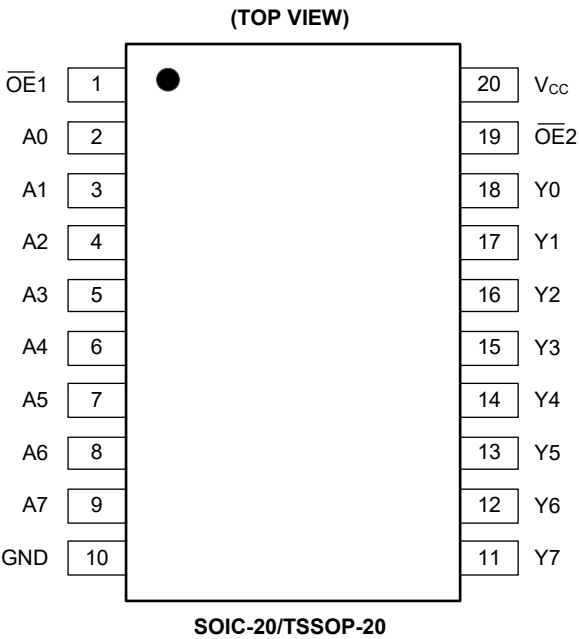 (TOP VIEW)
O̅E̅1 1 20 VCC
A0 2 19 O̅E̅2
A1 3 18 Y0
A2 4 17 Y1
A3 5 16 Y2
A4 6 15 Y3
A5 7 14 Y4
A6 8 13 Y5
A7 9 12 Y6
GND 10 11 Y7
SOIC-20/TSSOP-20